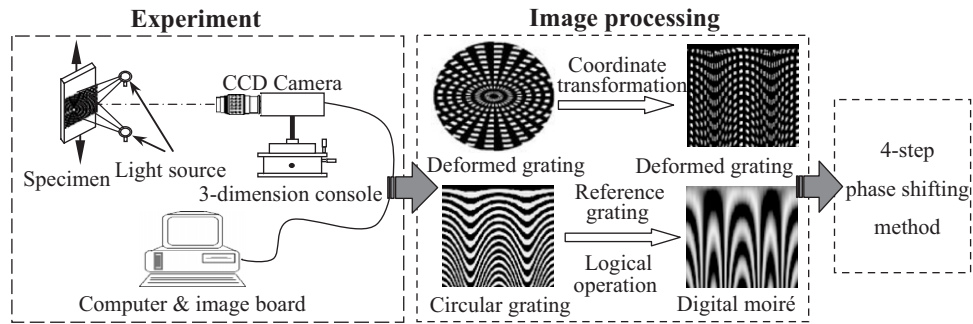 Experiment
CCD Camera
Specimen
Light source
3-dimension console
Computer & image board
Image processing
Coordinate
transformation
Deformed grating
Deformed grating
Reference
grating
Logical
operation
Circular grating
Digital moiré
4-step
phase shifting
method